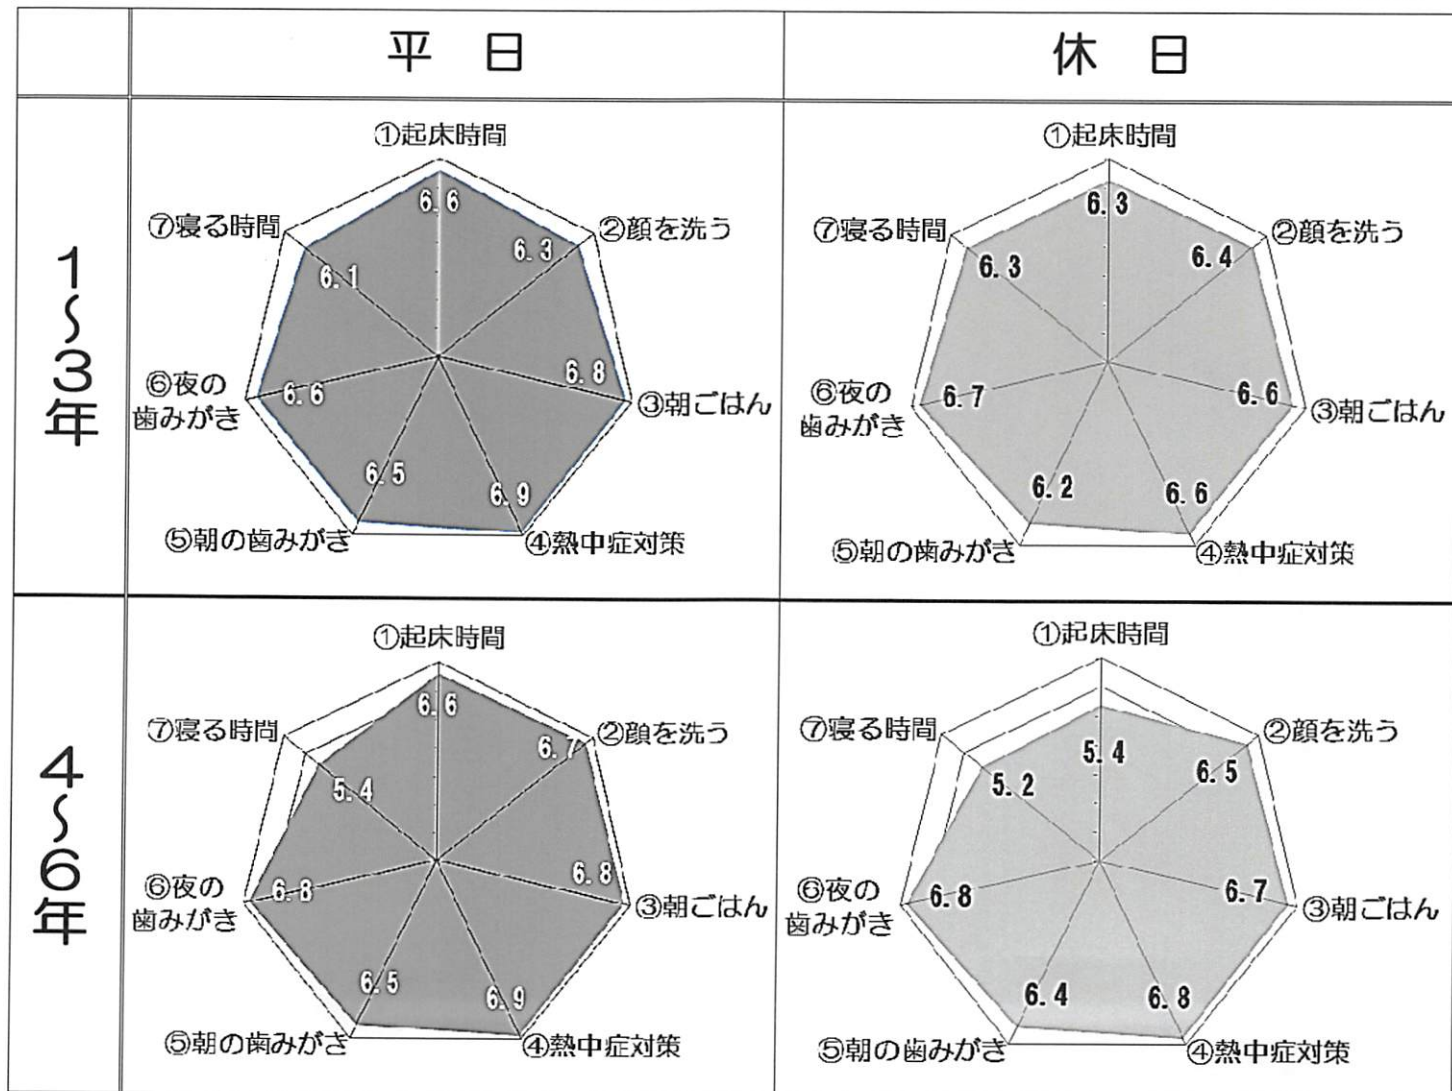 平 日
休 日
1～3年
①起床時間
6.6
②顔を洗う
6.3
③朝ごはん
6.8
④熱中症対策
6.9
⑤朝の歯みがき
6.5
⑥夜の
歯みがき
6.6
⑦寝る時間
6.1
①起床時間
6.3
②顔を洗う
6.4
③朝ごはん
6.6
④熱中症対策
6.6
⑤朝の歯みがき
6.2
⑥夜の
歯みがき
6.7
⑦寝る時間
6.3
4～6年
①起床時間
6.6
②顔を洗う
6.7
③朝ごはん
6.8
④熱中症対策
6.9
⑤朝の歯みがき
6.5
⑥夜の
歯みがき
6.8
⑦寝る時間
5.4
①起床時間
5.4
②顔を洗う
6.5
③朝ごはん
6.7
④熱中症対策
6.8
⑤朝の歯みがき
6.4
⑥夜の
歯みがき
6.8
⑦寝る時間
5.2